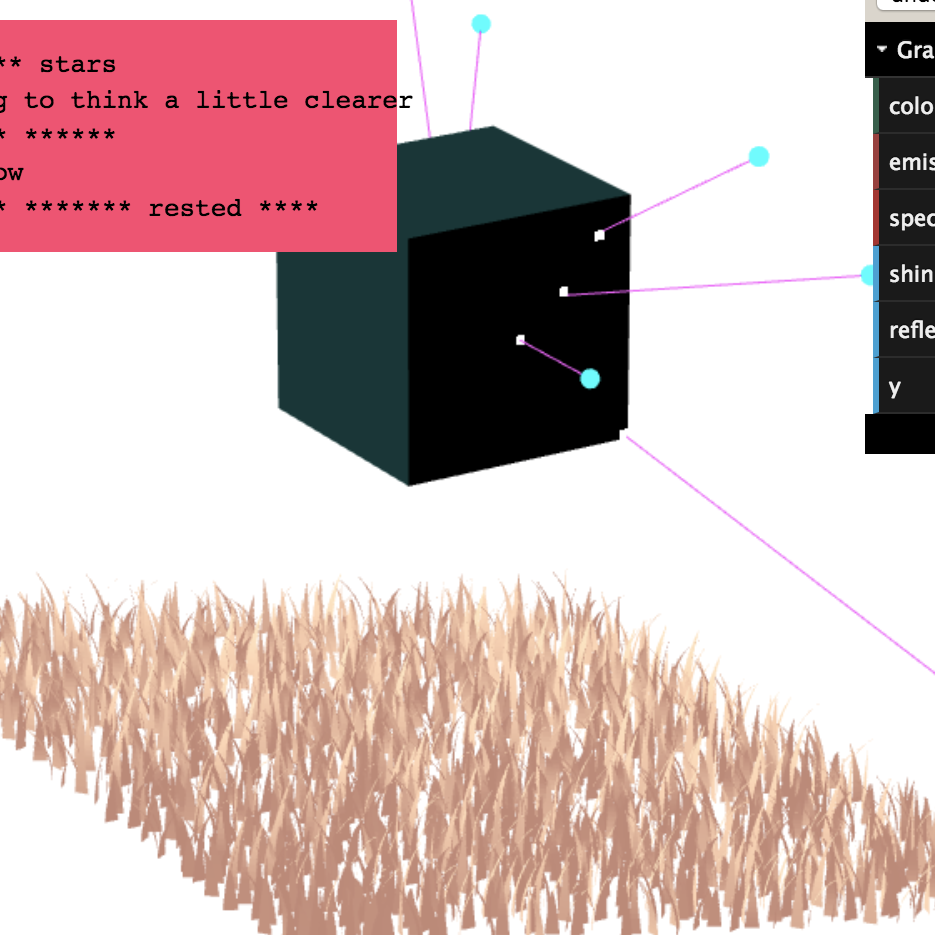 ** stars
g to think a little clearer
* ******
ow
* ******* rested ****
Gra
colo
emis
spec
shin
refle
y